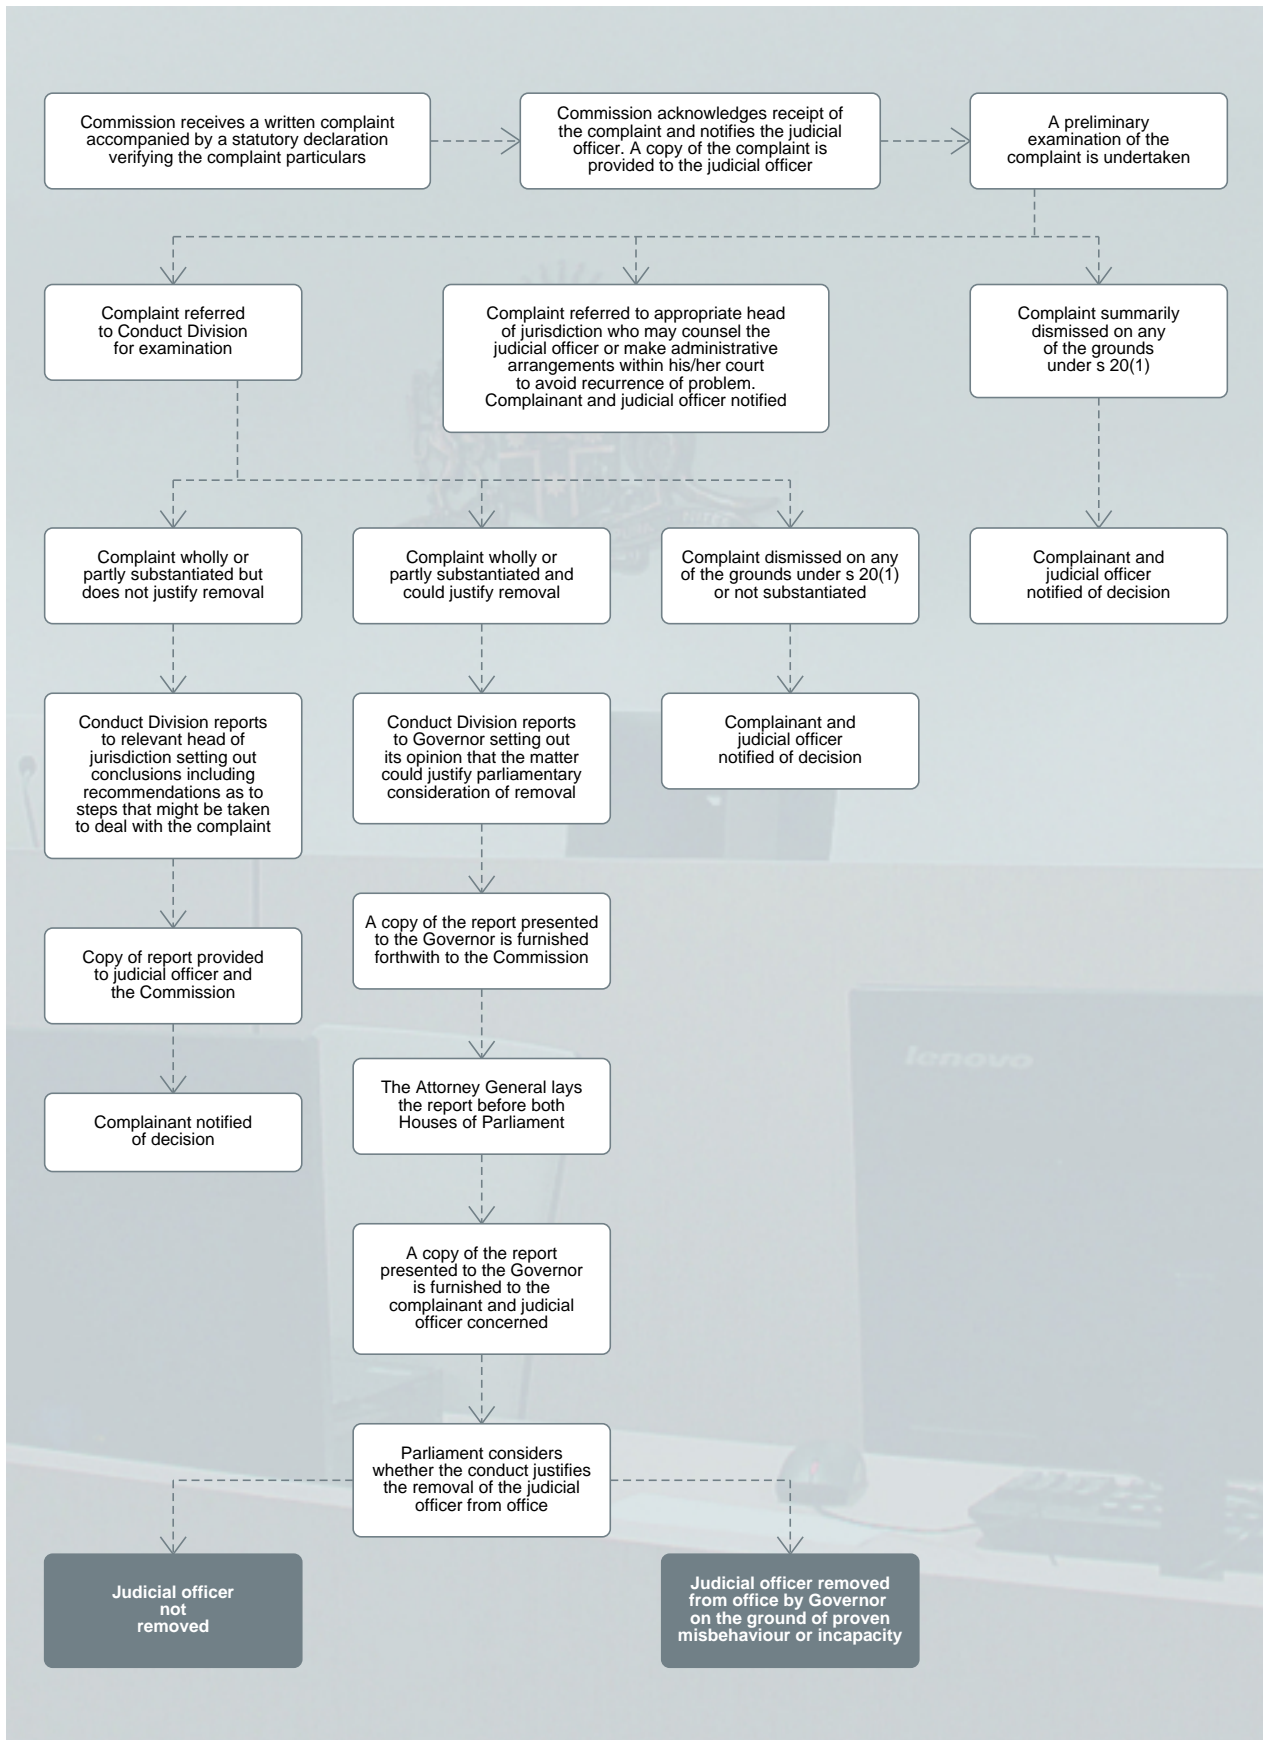 Commission receives a written complaint
accompanied by a statutory declaration
verifying the complaint particulars
Commission acknowledges receipt of
the complaint and notifies the judicial
officer. A copy of the complaint is
provided to the judicial officer
A preliminary
examination of the
complaint is undertaken
Complaint referred
to Conduct Division
for examination
Complaint referred to appropriate head
of jurisdiction who may counsel the
judicial officer or make administrative
arrangements within his/her court
to avoid recurrence of problem.
Complainant and judicial officer notified
Complaint summarily
dismissed on any
of the grounds
under s 20(1)
Complaint wholly or
partly substantiated but
does not justify removal
Complaint wholly or
partly substantiated and
could justify removal
Complaint dismissed on any
of the grounds under s 20(1)
or not substantiated
Complainant and
judicial officer
notified of decision
Conduct Division reports
to relevant head of
jurisdiction setting out
conclusions including
recommendations as to
steps that might be taken
to deal with the complaint
Conduct Division reports
to Governor setting out
its opinion that the matter
could justify parliamentary
consideration of removal
Complainant and
judicial officer
notified of decision
A copy of the report presented
to the Governor is furnished
forthwith to the Commission
Copy of report provided
to judicial officer and
the Commission
lenovo
The Attorney General lays
the report before both
Houses of Parliament
Complainant notified
of decision
A copy of the report
presented to the Governor
is furnished to the
complainant and judicial
officer concerned
Parliament considers
whether the conduct justifies
the removal of the judicial
officer from office
Judicial officer
not
removed
Judicial officer removed
from office by Governor
on the ground of proven
misbehaviour or incapacity